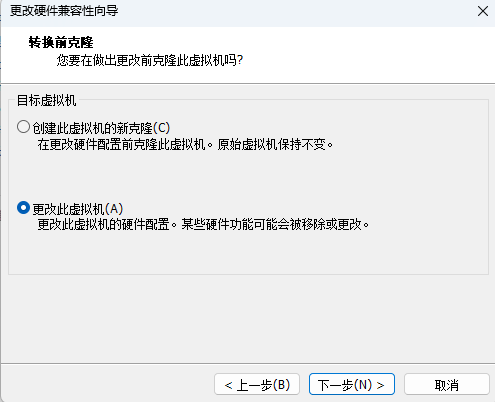 更改硬件兼容性向导
转换前克隆
您要在做出更改前克隆此虚拟机吗?
目标虚拟机
创建此虚拟机的新克隆(C)
在更改硬件配置前克隆此虚拟机。原始虚拟机保持不变。
更改此虚拟机(A)
更改此虚拟机的硬件配置。某些硬件功能可能会被移除或更改。
< 上一步(B) 下一步(N) > 取消